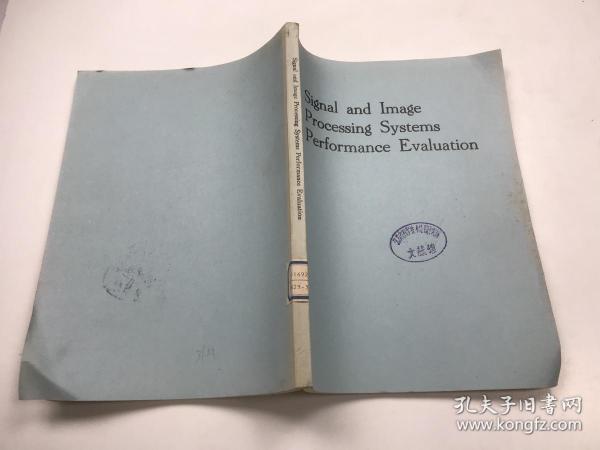 Signal and Image
Processing Systems
Performance Evaluation
Signal and Image Processing Systems Performance Evaluation
文献组
孔夫子旧书网
www.kongfz.com